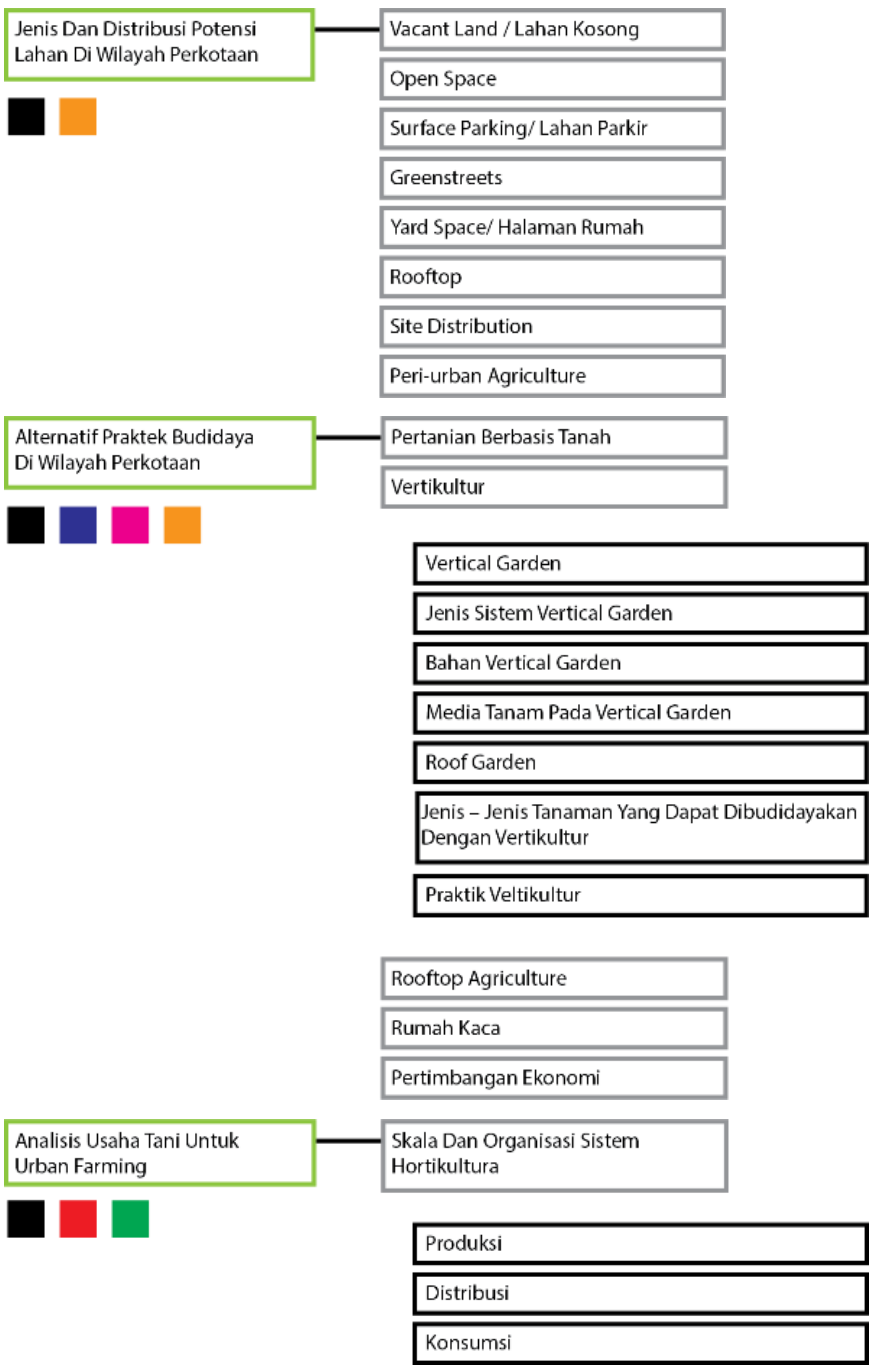 Jenis Dan Distribusi Potensi
Lahan Di Wilayah Perkotaan
Vacant Land / Lahan Kosong
Open Space
Surface Parking/ Lahan Parkir
Greenstreets
Yard Space/ Halaman Rumah
Rooftop
Site Distribution
Peri-urban Agriculture
Alternatif Praktek Budidaya
Di Wilayah Perkotaan
Pertanian Berbasis Tanah
Vertikultur
Vertical Garden
Jenis Sistem Vertical Garden
Bahan Vertical Garden
Media Tanam Pada Vertical Garden
Roof Garden
Jenis – Jenis Tanaman Yang Dapat Dibudidayakan
Dengan Vertikultur
Praktik Veltikultur
Rooftop Agriculture
Rumah Kaca
Pertimbangan Ekonomi
Analisis Usaha Tani Untuk
Urban Farming
Skala Dan Organisasi Sistem
Hortikultura
Produksi
Distribusi
Konsumsi